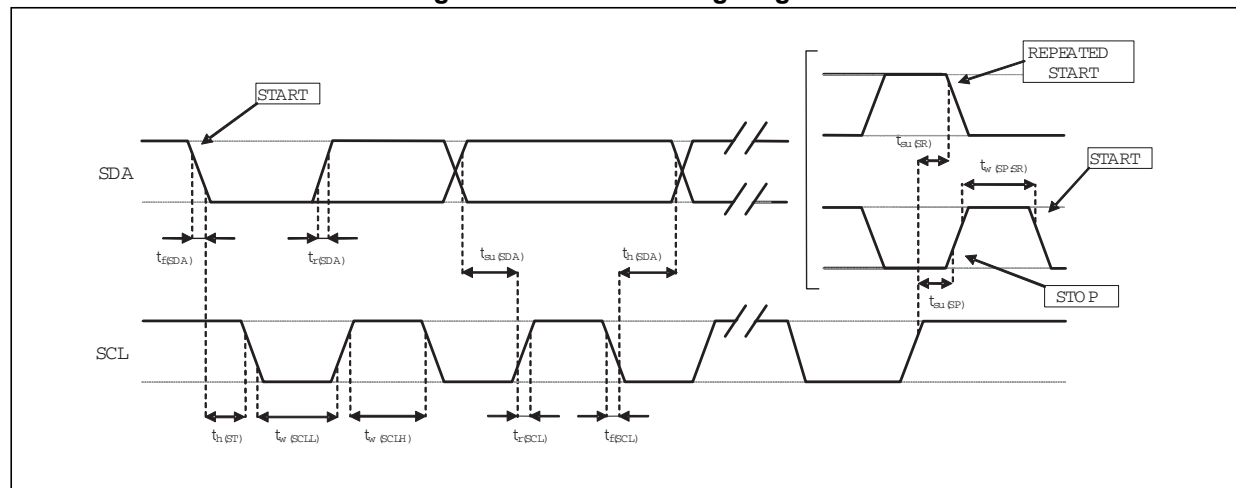 REPEATED
START
START
t_su(SR)
START
SDA
t_w(SP:SR)
t_f(SDA)
t_r(SDA)
t_su(SDA)
t_h(SDA)
t_su(SP)
STOP
SCL
t_h(ST)
t_w(SCLL)
t_w(SCLH)
t_r(SCL)
t_f(SCL)